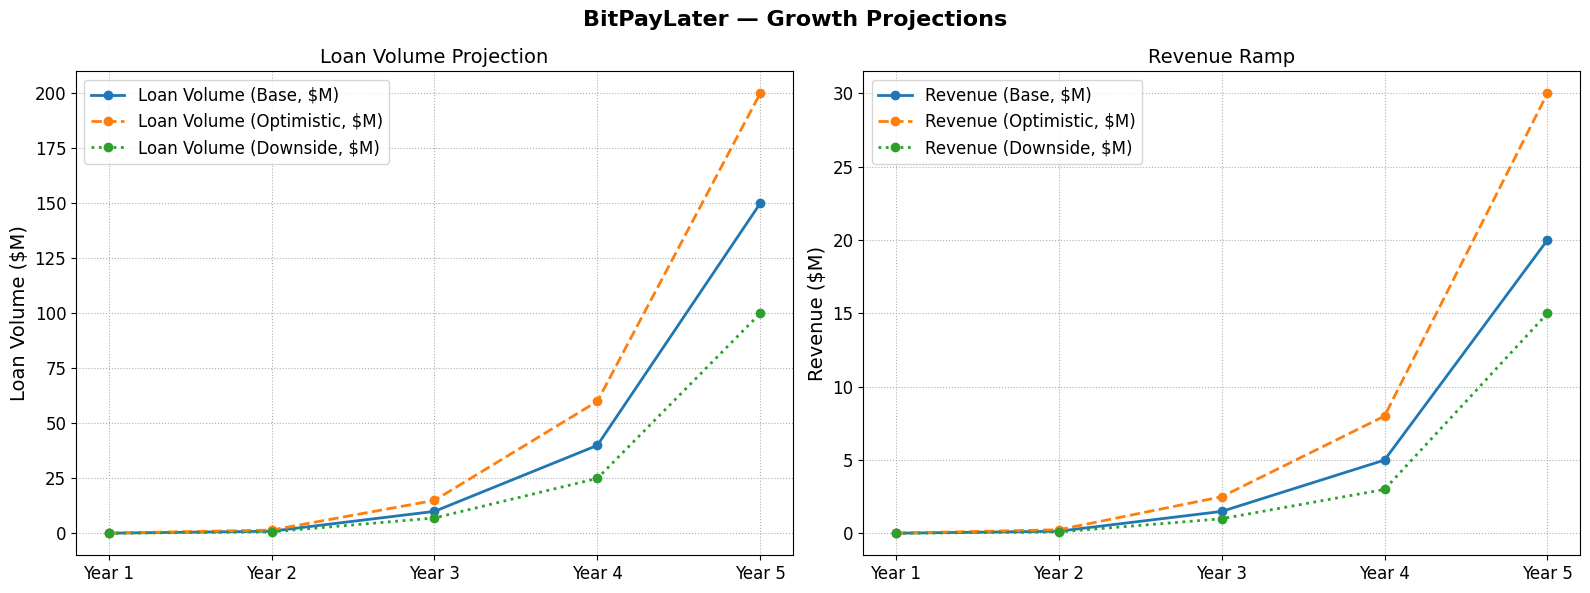 BitPayLater — Growth Projections
Loan Volume Projection
Loan Volume (Base, $M)
Loan Volume (Optimistic, $M)
Loan Volume (Downside, $M)
Loan Volume ($M)
200
175
150
125
100
75
50
25
0
Year 1 Year 2 Year 3 Year 4 Year 5
Revenue Ramp
Revenue (Base, $M)
Revenue (Optimistic, $M)
Revenue (Downside, $M)
Revenue ($M)
30
25
20
15
10
5
0
Year 1 Year 2 Year 3 Year 4 Year 5